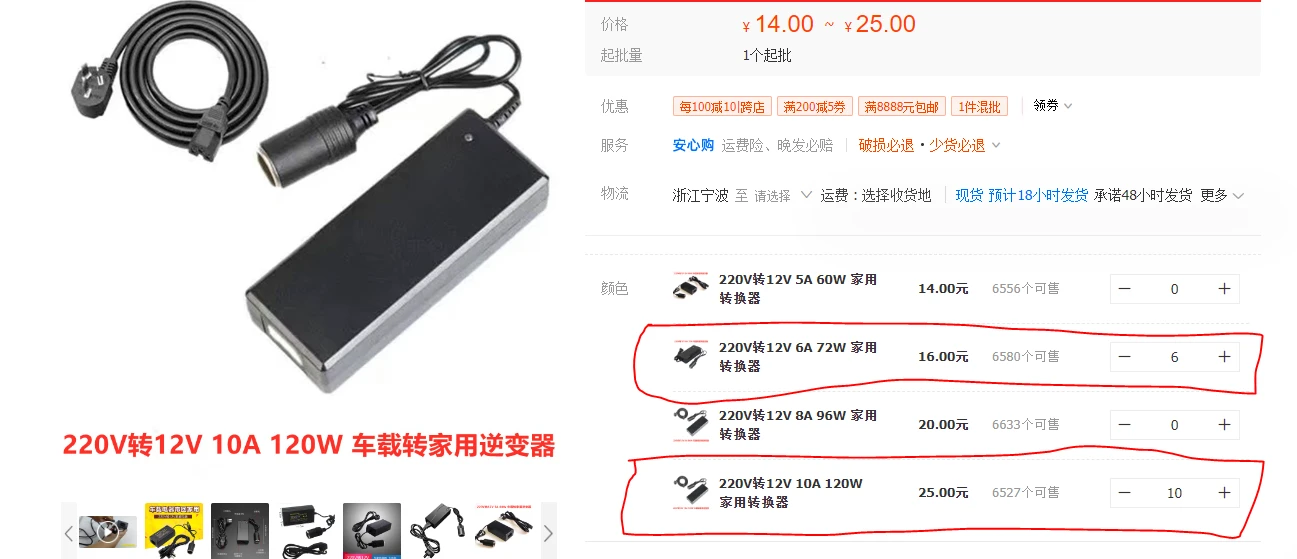 价格
¥ 14.00 ~ ¥ 25.00
起批量
1个起批
优惠
每100减10|跨店 满200减5券 满8888元包邮 1件混批 领券
服务
安心购 运费险、晚发必赔 破损必退·少货必退
物流
浙江宁波 至 请选择 运费：选择收货地 现货 预计18小时发货 承诺48小时发货 更多
颜色
220V转12V 5A 60W 家用
转换器
14.00元 6556个可售 − 0 +
220V转12V 6A 72W 家用
转换器
16.00元 6580个可售 − 6 +
220V转12V 8A 96W 家用
转换器
20.00元 6633个可售 − 0 +
220V转12V 10A 120W
家用转换器
25.00元 6527个可售 − 10 +
220V转12V 10A 120W 车载转家用逆变器
车载电器带回家用